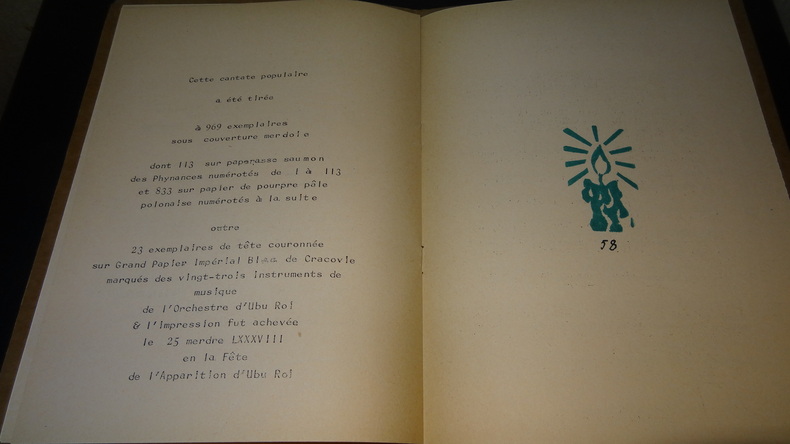 Cette cantate populaire
a été tirée
à 969 exemplaires
sous couverture merdole
dont 113 sur paparasse saumon
des Phynances numérotés de 1 à 113
et 833 sur papier de pourpre pâle
polonaise numérotés à la suite
outre
23 exemplaires de tête couronnée
sur Grand Papier Impérial de Cracovie
marqués des vingt-trois instruments de
musique
de l'Orchestre d'Ubu Roi
& l'impression fut achevée
le 25 merdre LXXXVIII
en la Fête
de l'Apparition d'Ubu Roi
58